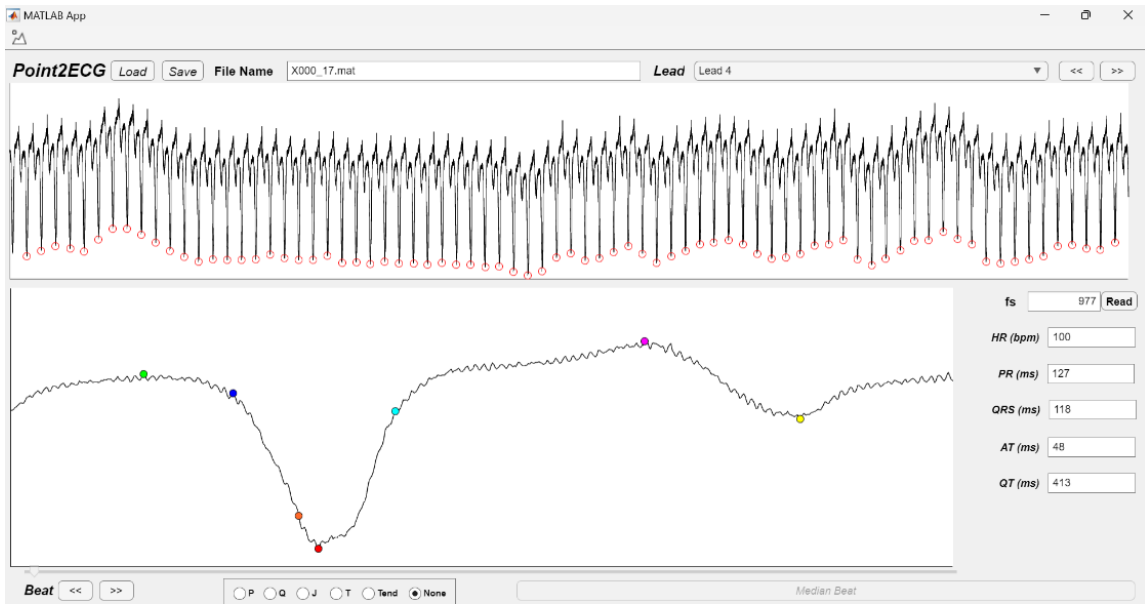 MATLAB App
Point2ECG Load Save File Name X000_17.mat Lead Lead 4 << >>
fs 977 Read
HR (bpm) 100
PR (ms) 127
QRS (ms) 118
AT (ms) 48
QT (ms) 413
Beat << >> P Q J T Tend None Median Beat